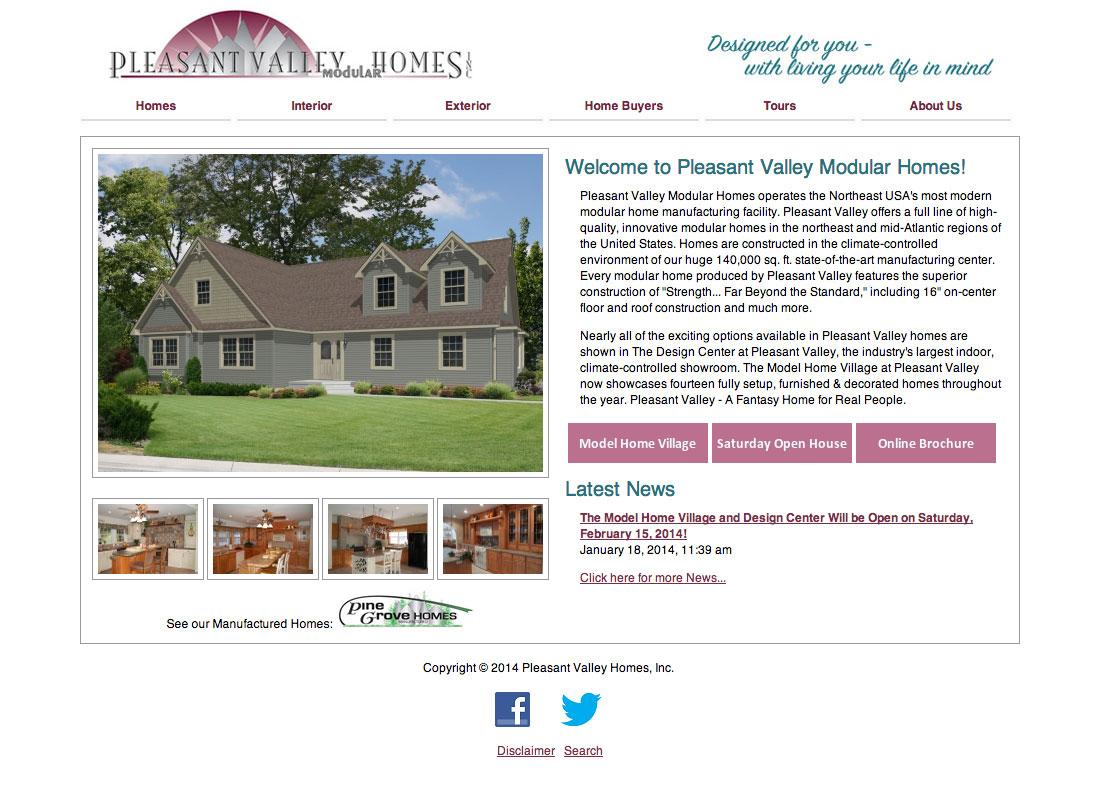 PLEASANT VALLEY MODULAR HOMES INC
Designed for you -
with living your life in mind
Homes Interior Exterior Home Buyers Tours About Us
Welcome to Pleasant Valley Modular Homes!
Pleasant Valley Modular Homes operates the Northeast USA's most modern
modular home manufacturing facility. Pleasant Valley offers a full line of high-
quality, innovative modular homes in the northeast and mid-Atlantic regions of
the United States. Homes are constructed in the climate-controlled
environment of our huge 140,000 sq. ft. state-of-the-art manufacturing center.
Every modular home produced by Pleasant Valley features the superior
construction of "Strength... Far Beyond the Standard," including 16" on-center
floor and roof construction and much more.
Nearly all of the exciting options available in Pleasant Valley homes are
shown in The Design Center at Pleasant Valley, the industry's largest indoor,
climate-controlled showroom. The Model Home Village at Pleasant Valley
now showcases fourteen fully setup, furnished & decorated homes throughout
the year. Pleasant Valley - A Fantasy Home for Real People.
Model Home Village Saturday Open House Online Brochure
Latest News
The Model Home Village and Design Center Will be Open on Saturday,
February 15, 2014!
January 18, 2014, 11:39 am
Click here for more News...
See our Manufactured Homes:
Pine
Grove HOMES
MANUFACTURED
Copyright © 2014 Pleasant Valley Homes, Inc.
f
Disclaimer Search